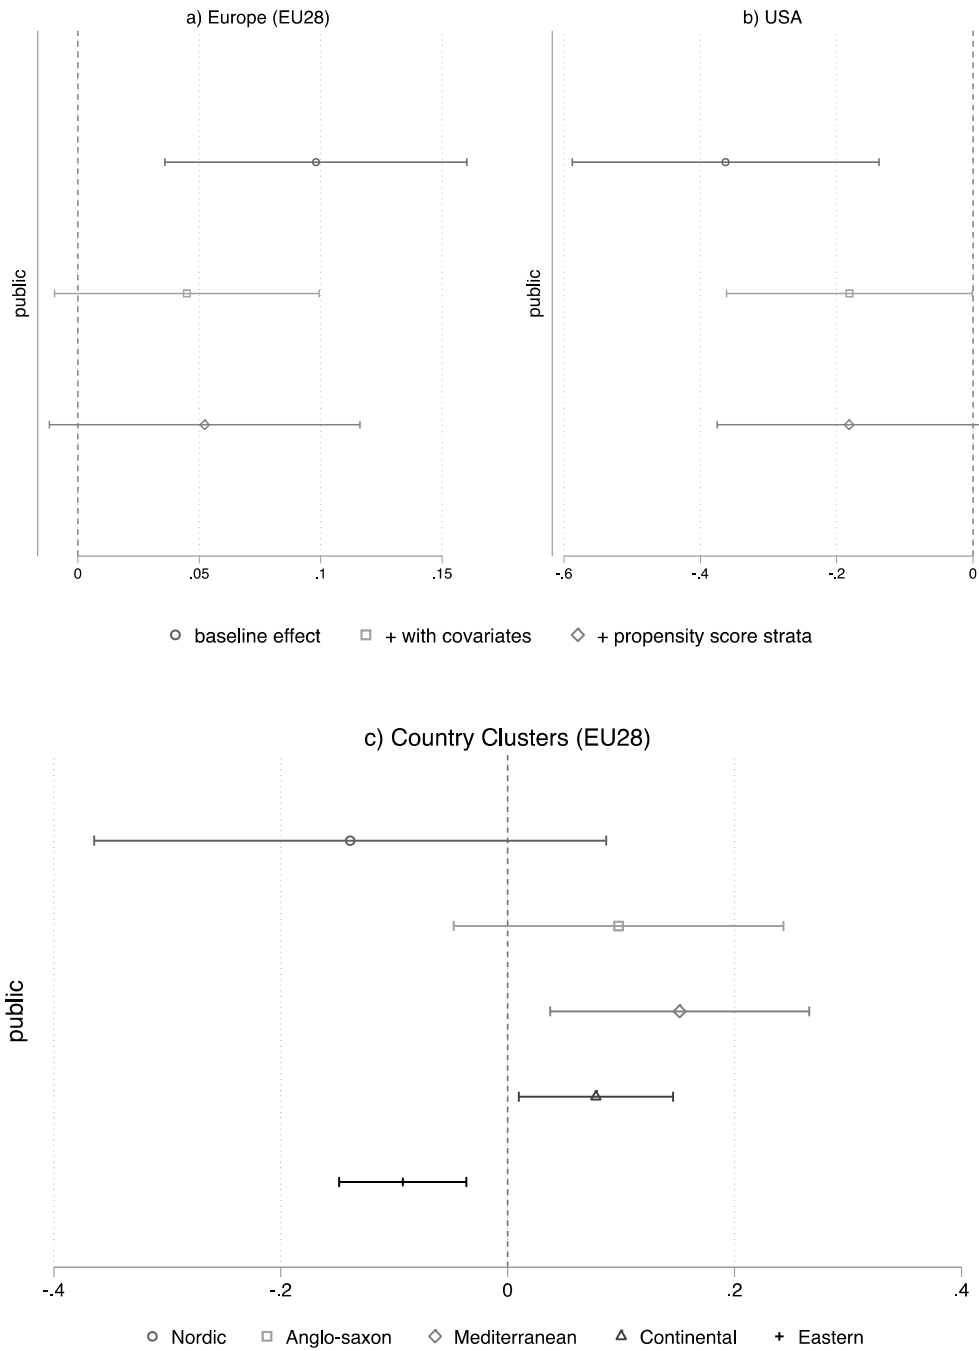 a) Europe (EU28)
public
0 .05 .1 .15
b) USA
public
-.6 -.4 -.2 0
baseline effect + with covariates + propensity score strata
c) Country Clusters (EU28)
public
-.4 -.2 0 .2 .4
Nordic Anglo-saxon Mediterranean Continental Eastern